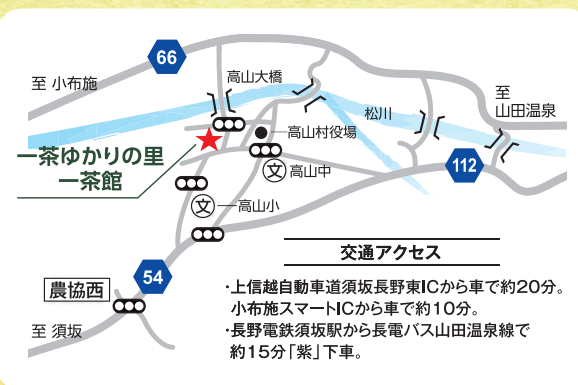 66
至 小布施
高山大橋
松川
至
山田温泉
高山村役場
一茶ゆかりの里
一茶館
文 高山中
112
文 高山小
54
農協西
至 須坂
交通アクセス
・上信越自動車道須坂長野東ICから車で約20分。
小布施スマートICから車で約10分。
・長野電鉄須坂駅から長電バス山田温泉線で
約15分「紫」下車。